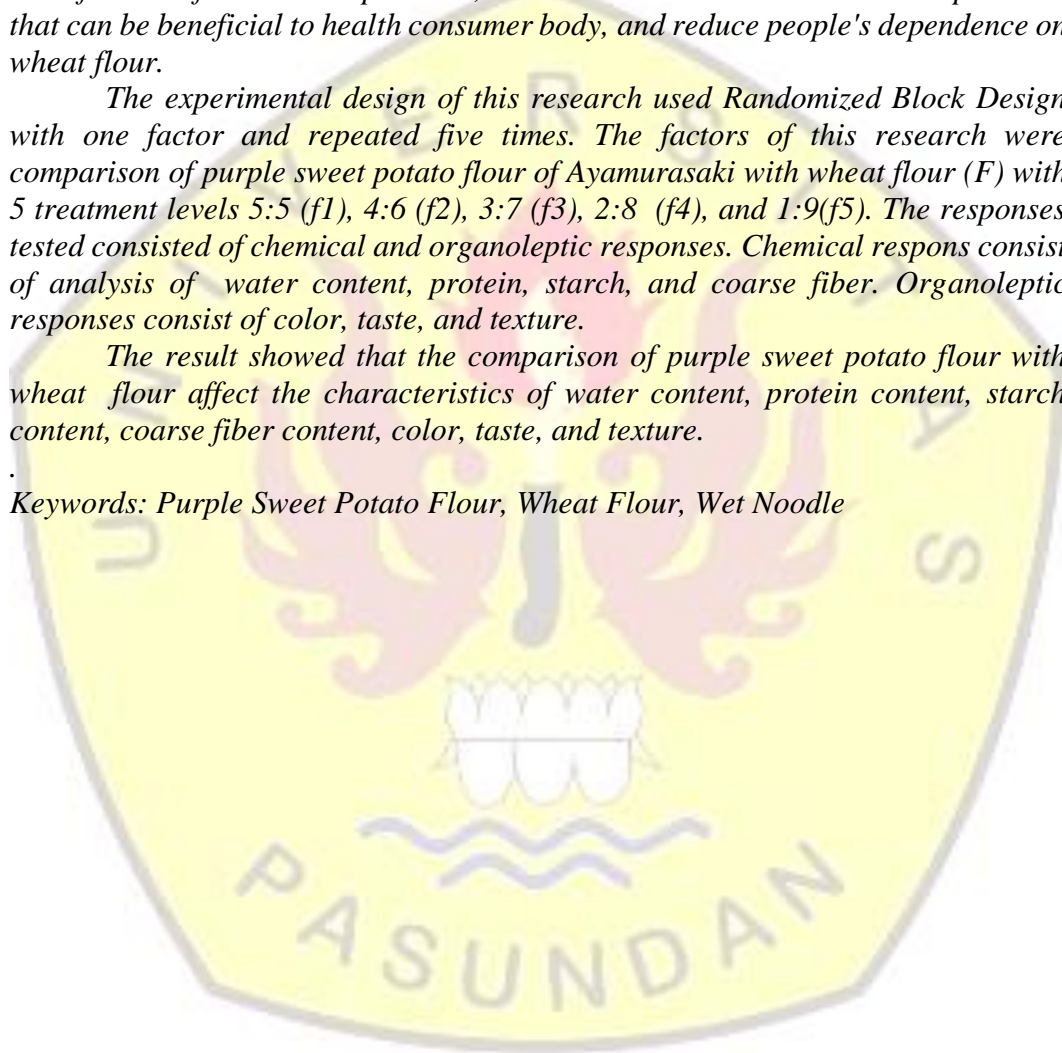 that can be beneficial to health consumer body, and reduce people's dependence on
wheat flour.
The experimental design of this research used Randomized Block Design
with one factor and repeated five times. The factors of this research were
comparison of purple sweet potato flour of Ayamurasaki with wheat flour (F) with
5 treatment levels 5:5 (f1), 4:6 (f2), 3:7 (f3), 2:8 (f4), and 1:9(f5). The responses
tested consisted of chemical and organoleptic responses. Chemical respons consist
of analysis of water content, protein, starch, and coarse fiber. Organoleptic
responses consist of color, taste, and texture.
The result showed that the comparison of purple sweet potato flour with
wheat flour affect the characteristics of water content, protein content, starch
content, coarse fiber content, color, taste, and texture.
.
Keywords: Purple Sweet Potato Flour, Wheat Flour, Wet Noodle
UNIVERSITAS
PASUNDAN